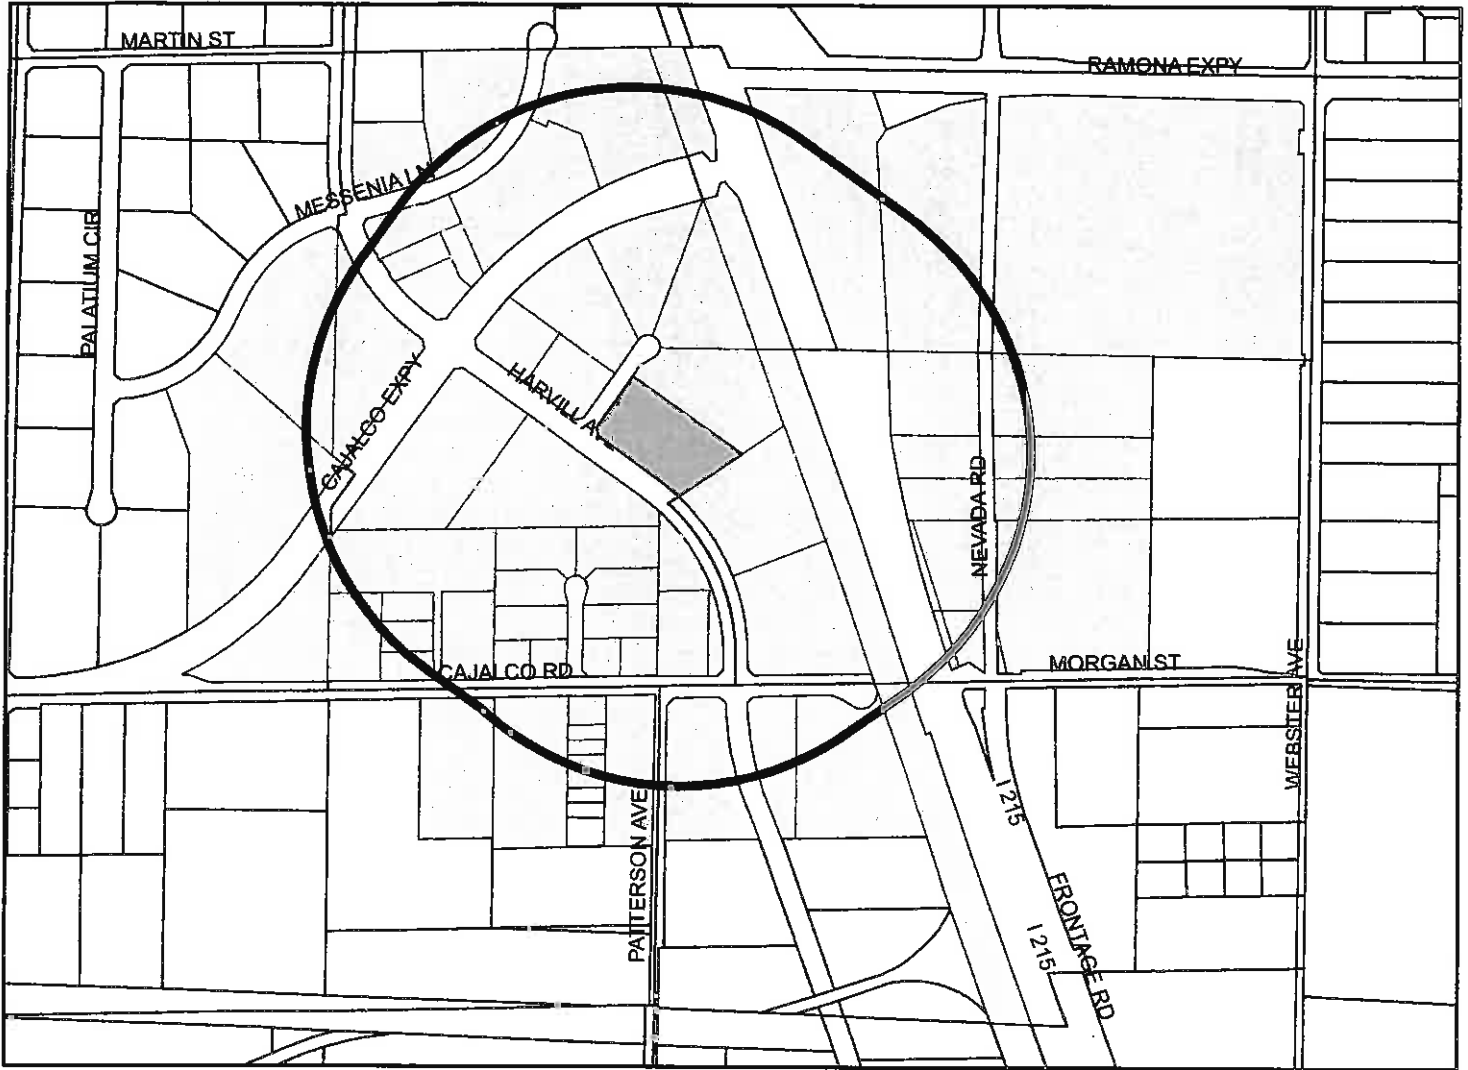 MARTIN ST
RAMONA EXPY
MESSENIA LN
PALATIUM CIR
HARVILL AV
CAJALCO EXPY
NEVADA RD
CAJALCO RD
MORGAN ST
WEBSTER AVE
I 215
PATTERSON AVE
FRONTAGE RD
I 215